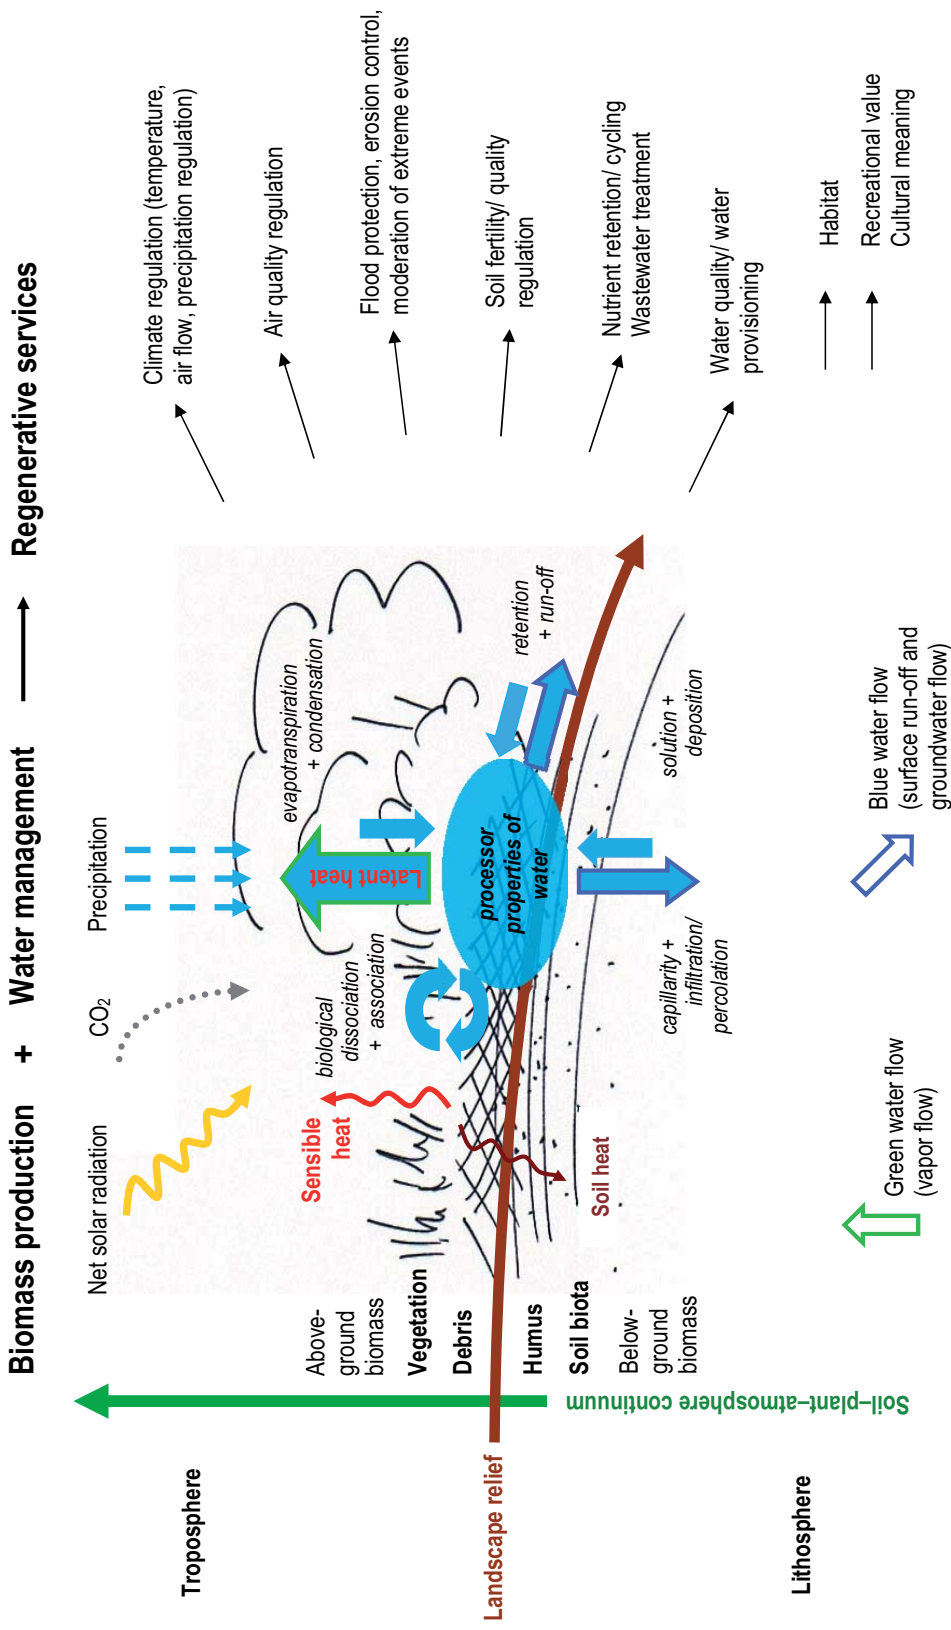 Biomass production + Water management Regenerative services
Net solar radiation
CO2
Precipitation
Climate regulation (temperature,
air flow, precipitation regulation)
Air quality regulation
Flood protection, erosion control,
moderation of extreme events
Soil fertility/ quality
regulation
Nutrient retention/ cycling
Wastewater treatment
Water quality/ water
provisioning
Habitat
Recreational value
Cultural meaning
Troposphere
Landscape relief
Lithosphere
Soil–plant–atmosphere continuum
Above-
ground
biomass
Vegetation
Debris
Humus
Soil biota
Below-
ground
biomass
Sensible
heat
Soil heat
biological
dissociation
+ association
evapotranspiration
+ condensation
Latent heat
processor
properties of
water
retention
+ run-off
solution +
deposition
capillarity +
infiltration/
percolation
Green water flow
(vapor flow)
Blue water flow
(surface run-off and
groundwater flow)